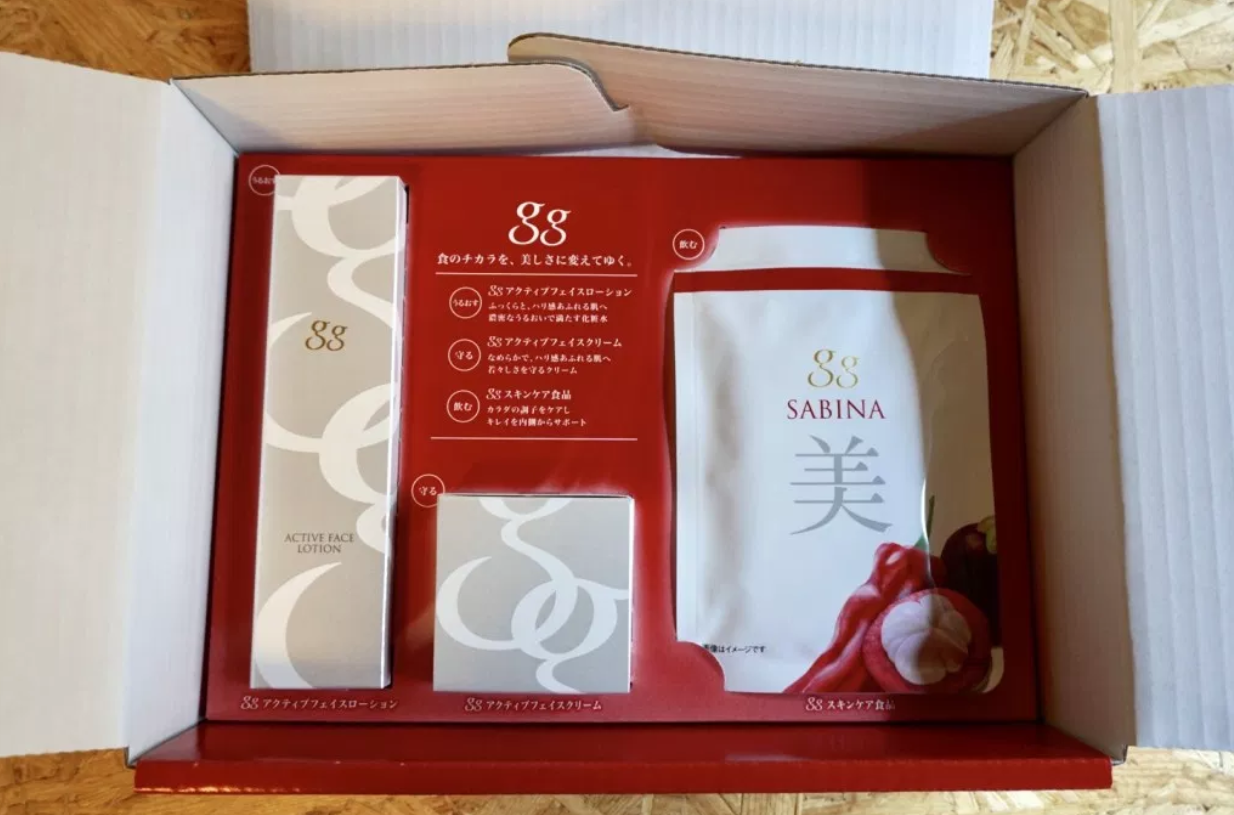 うるおす
gg
食のチカラを、美しさに変えてゆく。
うるおす
gg アクティブフェイスローション
ふっくらと、ハリ感あふれる肌へ
濃密なうるおいで満たす化粧水
守る
gg アクティブフェイスクリーム
なめらかで、ハリ感あふれる肌へ
若々しさを守るクリーム
飲む
gg スキンケア食品
カラダの調子をケアし
キレイを内側からサポート
gg
ACTIVE FACE
LOTION
gg アクティブフェイスローション
守る
gg アクティブフェイスクリーム
飲む
gg
SABINA
美
画像はイメージです
gg スキンケア食品